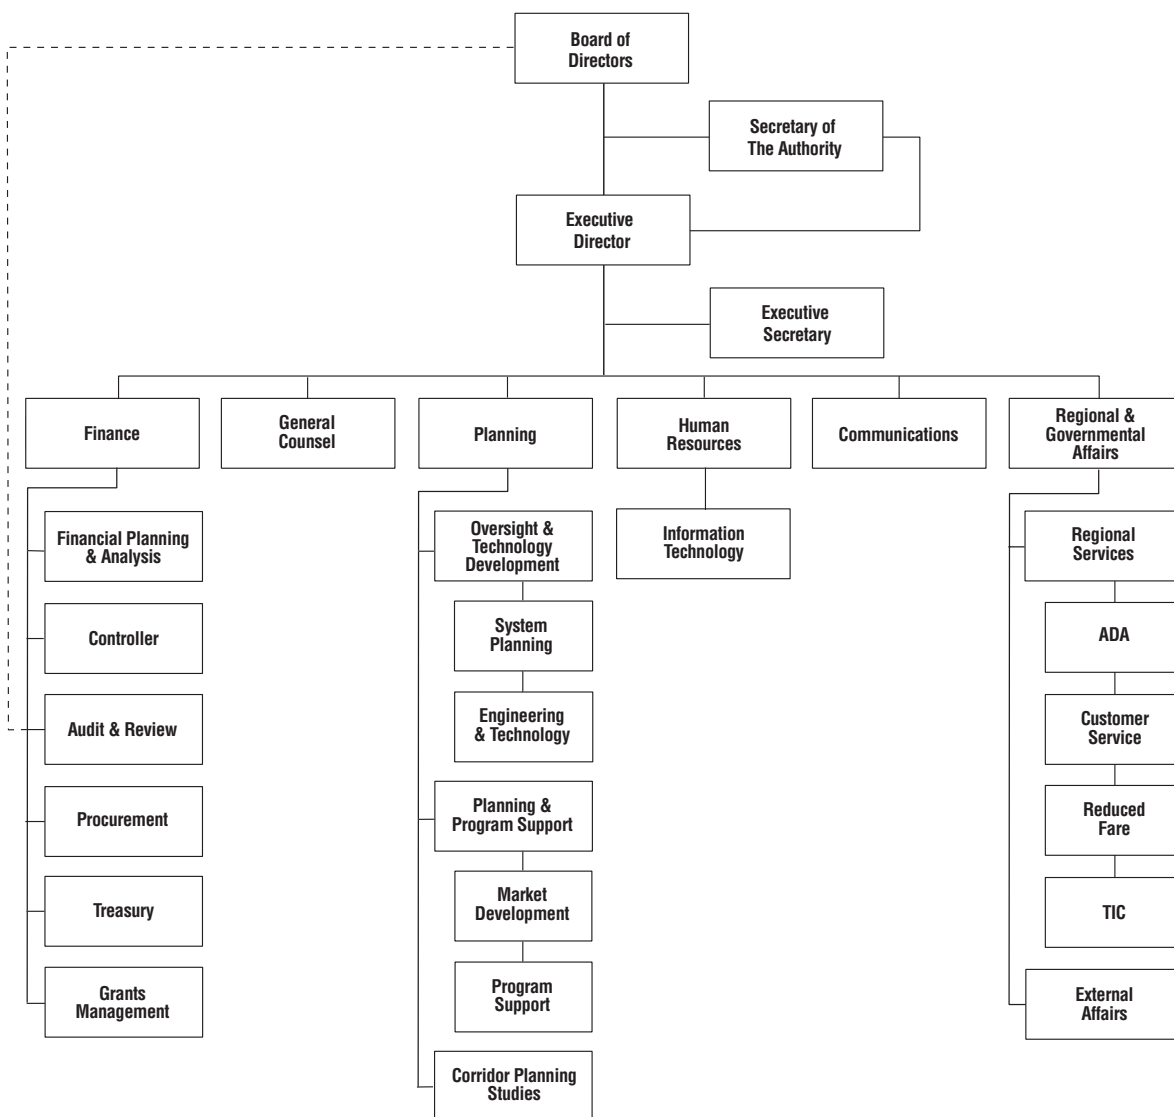 Board of
Directors
Secretary of
The Authority
Executive
Director
Executive
Secretary
Finance
General
Counsel
Planning
Human
Resources
Communications
Regional &
Governmental
Affairs
Financial Planning
& Analysis
Controller
Audit & Review
Procurement
Treasury
Grants
Management
Oversight &
Technology
Development
System
Planning
Engineering
& Technology
Planning &
Program Support
Market
Development
Program
Support
Corridor Planning
Studies
Information
Technology
Regional
Services
ADA
Customer
Service
Reduced
Fare
TIC
External
Affairs